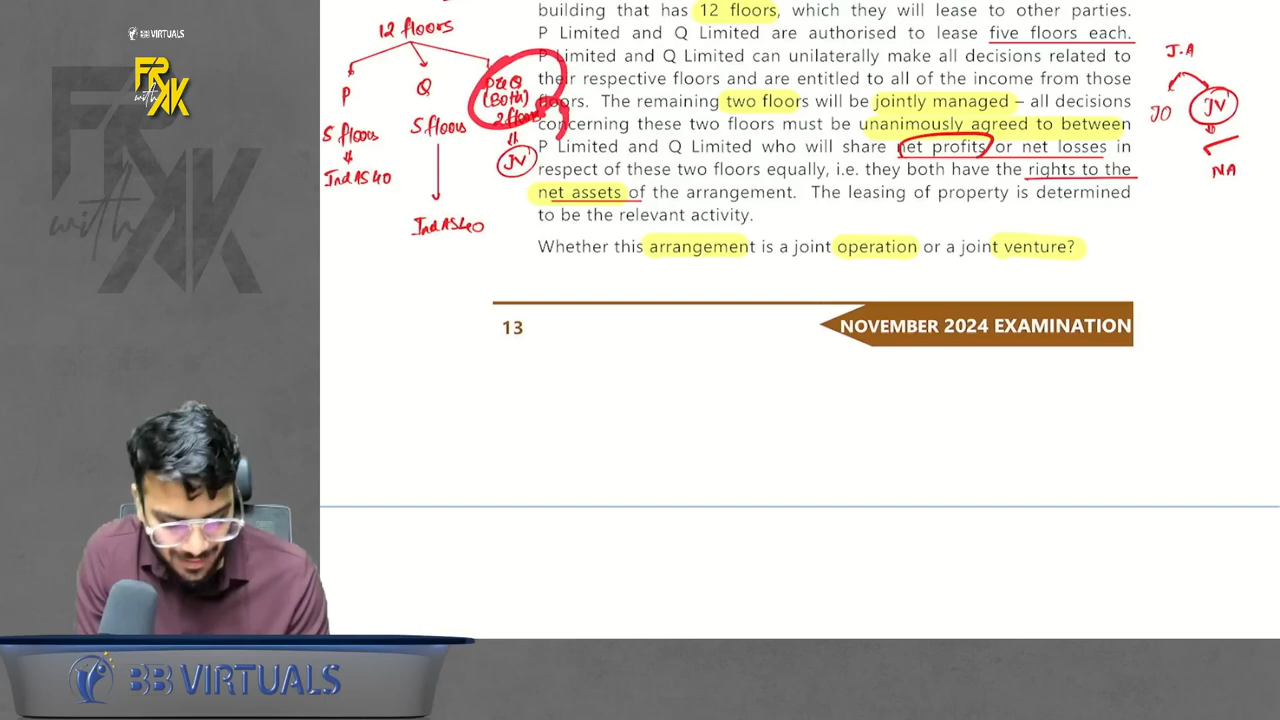 BB VIRTUALS
FR
with AK
FR
with AK
12 floors
P
Q
P & Q
(Both)
2 floors
5 floors
5 floors
Ind AS 40
JV
Ind AS 40
building that has 12 floors, which they will lease to other parties.
P Limited and Q Limited are authorised to lease five floors each.
P Limited and Q Limited can unilaterally make all decisions related to
their respective floors and are entitled to all of the income from those
floors. The remaining two floors will be jointly managed – all decisions
concerning these two floors must be unanimously agreed to between
P Limited and Q Limited who will share net profits or net losses in
respect of these two floors equally, i.e. they both have the rights to the
net assets of the arrangement. The leasing of property is determined
to be the relevant activity.
Whether this arrangement is a joint operation or a joint venture?
J.A
JO
JV
NA
13
NOVEMBER 2024 EXAMINATION
BB VIRTUALS